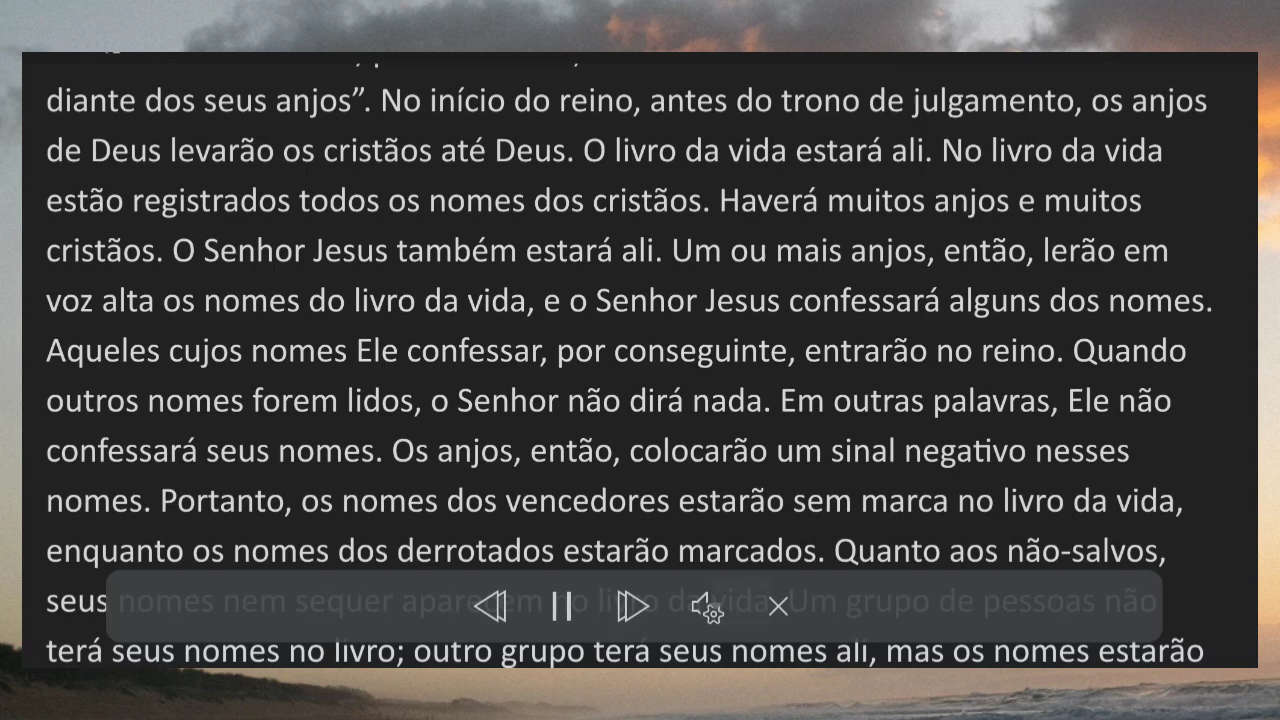 diante dos seus anjos”. No início do reino, antes do trono de julgamento, os anjos
de Deus levarão os cristãos até Deus. O livro da vida estará ali. No livro da vida
estão registrados todos os nomes dos cristãos. Haverá muitos anjos e muitos
cristãos. O Senhor Jesus também estará ali. Um ou mais anjos, então, lerão em
voz alta os nomes do livro da vida, e o Senhor Jesus confessará alguns dos nomes.
Aqueles cujos nomes Ele confessar, por conseguinte, entrarão no reino. Quando
outros nomes forem lidos, o Senhor não dirá nada. Em outras palavras, Ele não
confessará seus nomes. Os anjos, então, colocarão um sinal negativo nesses
nomes. Portanto, os nomes dos vencedores estarão sem marca no livro da vida,
enquanto os nomes dos derrotados estarão marcados. Quanto aos não-salvos,
seus nomes nem sequer aparecem no livro da vida. Um grupo de pessoas não
terá seus nomes no livro; outro grupo terá seus nomes ali, mas os nomes estarão